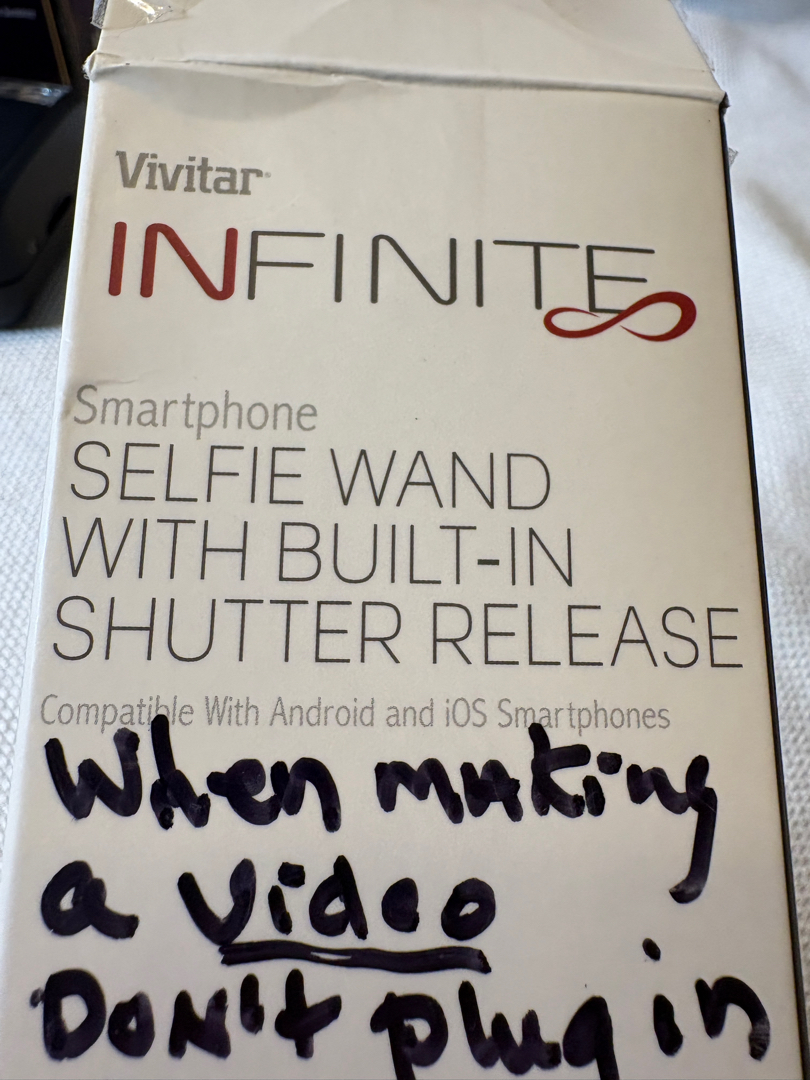 Vivitar
INFINITE
Smartphone
SELFIE WAND
WITH BUILT-IN
SHUTTER RELEASE
Compatible With Android and iOS Smartphones
When making
a video
DON't plug in